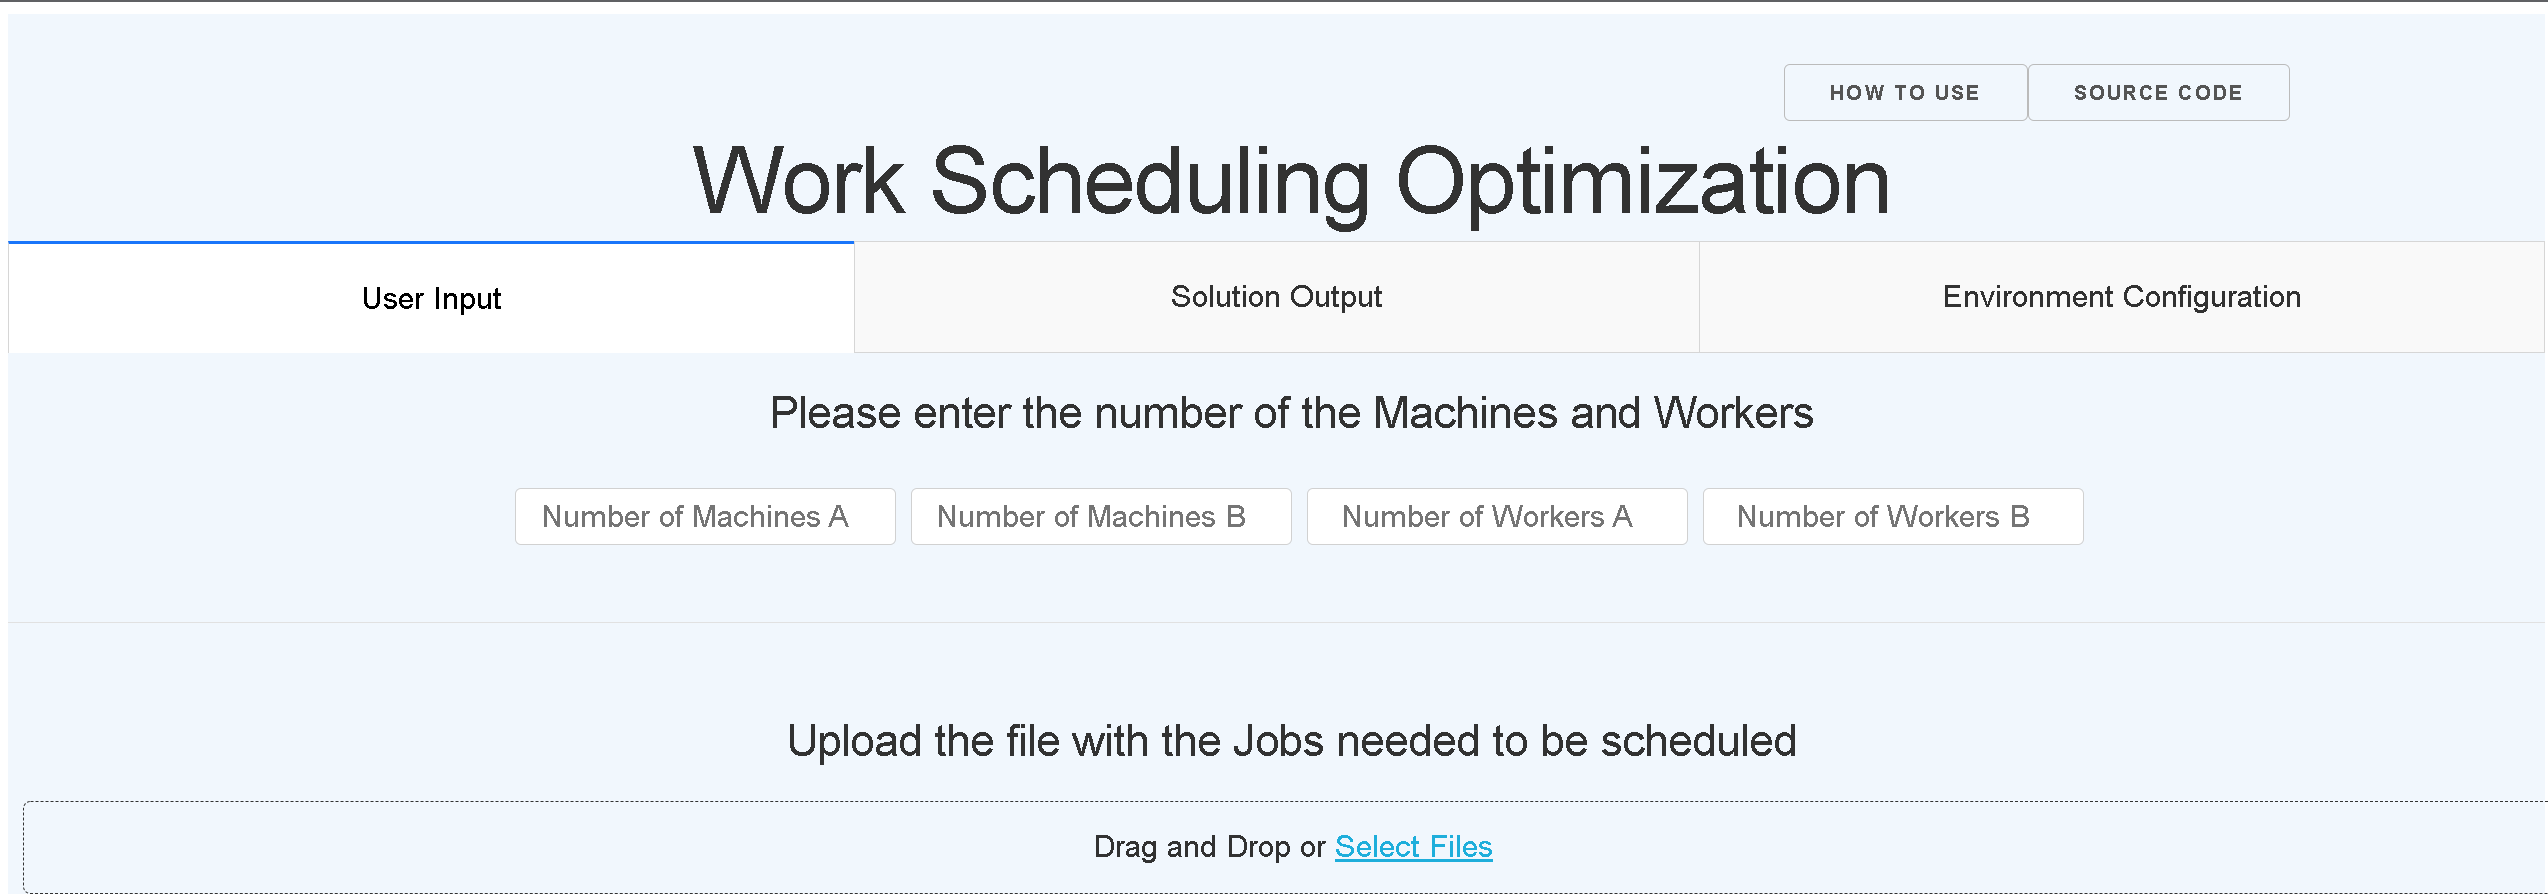 HOW TO USE SOURCE CODE
Work Scheduling Optimization
User Input Solution Output Environment Configuration
Please enter the number of the Machines and Workers
Number of Machines A Number of Machines B Number of Workers A Number of Workers B
Upload the file with the Jobs needed to be scheduled
Drag and Drop or Select Files